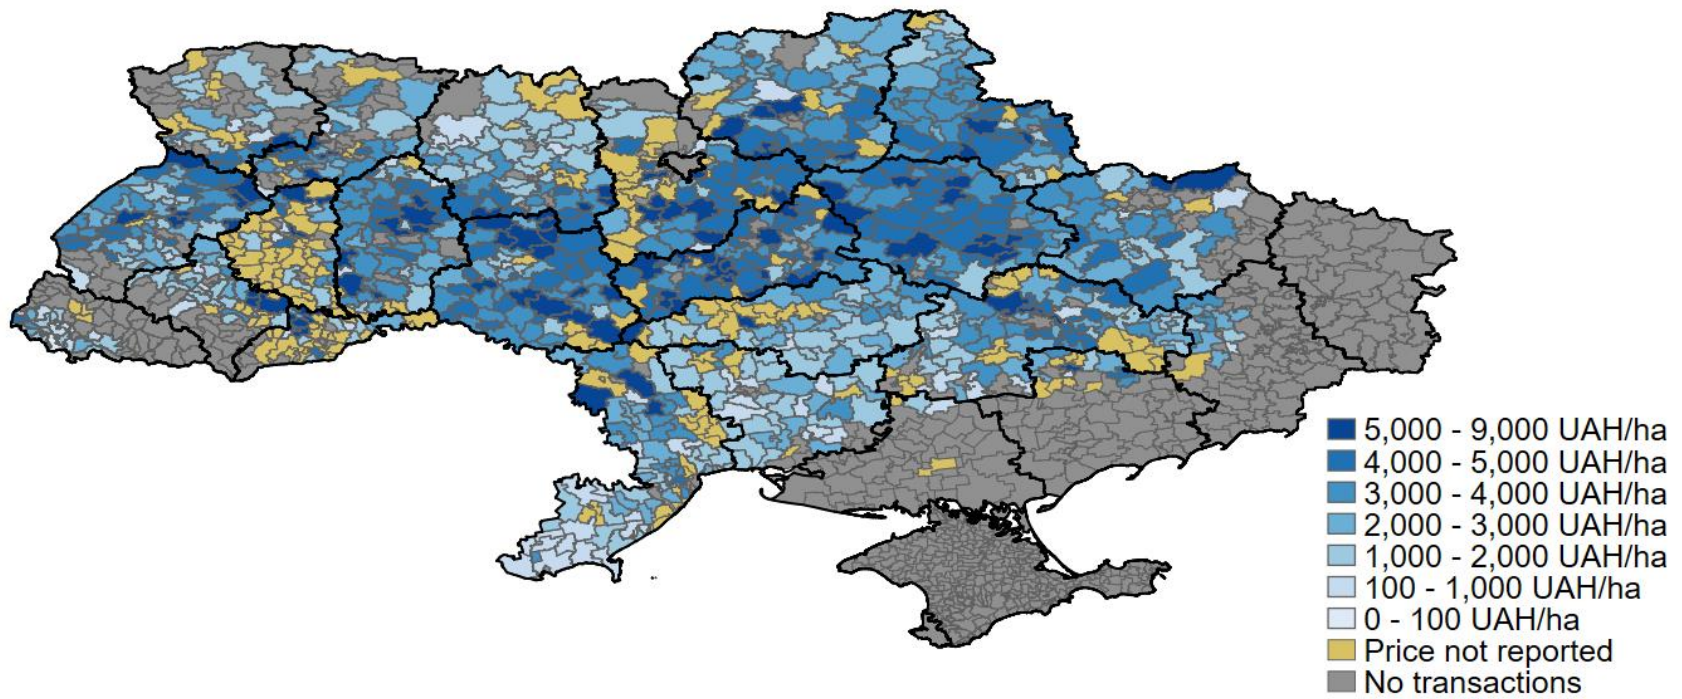 5,000 - 9,000 UAH/ha
4,000 - 5,000 UAH/ha
3,000 - 4,000 UAH/ha
2,000 - 3,000 UAH/ha
1,000 - 2,000 UAH/ha
100 - 1,000 UAH/ha
0 - 100 UAH/ha
Price not reported
No transactions